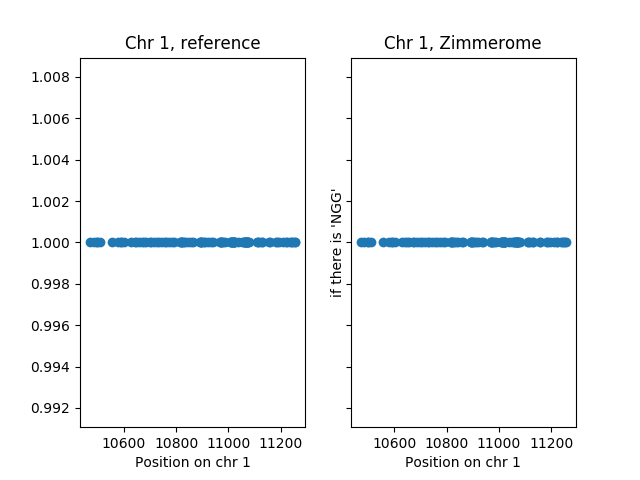 Chr 1, reference
1.008
1.006
1.004
1.002
1.000
0.998
0.996
0.994
0.992
10600 10800 11000 11200
Position on chr 1
Chr 1, Zimmerome
if there is 'NGG'
10600 10800 11000 11200
Position on chr 1